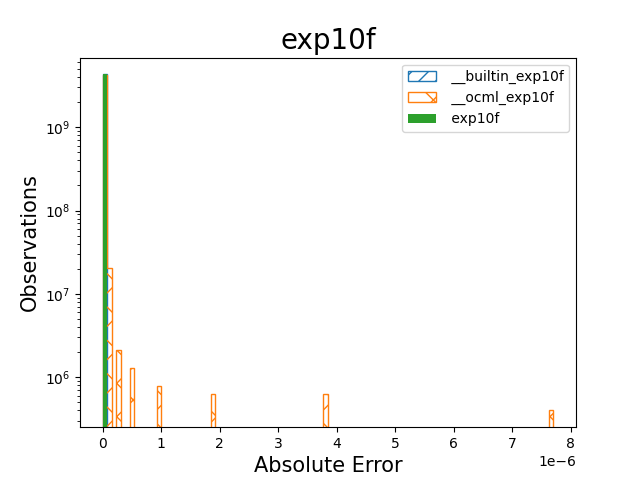 exp10f
__builtin_exp10f
__ocml_exp10f
exp10f
Observations
10⁹
10⁸
10⁷
10⁶
0 1 2 3 4 5 6 7 8
1e−6
Absolute Error